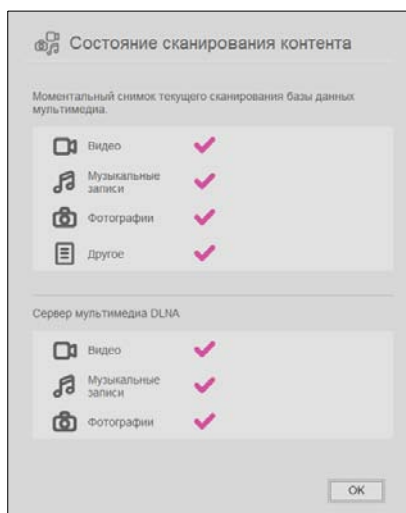 Состояние сканирования контента
Моментальный снимок текущего сканирования базы данных
мультимедиа.
Видео
Музыкальные
записи
Фотографии
Другое
Сервер мультимедиа DLNA
Видео
Музыкальные
записи
Фотографии
OK